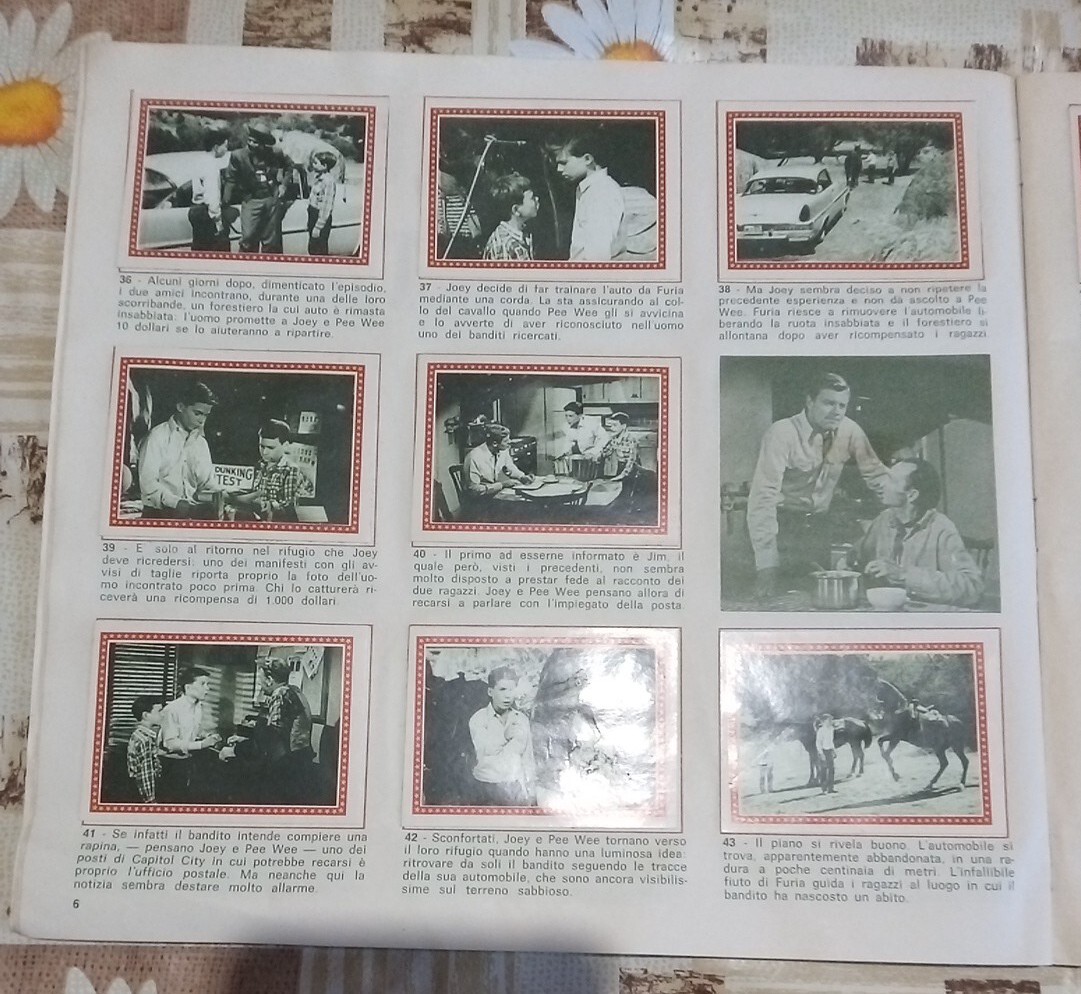 36 - Alcuni giorni dopo, dimenticato l'episodio,
i due amici incontrano, durante una delle loro
scorribande, un forestiero la cui auto è rimasta
insabbiata: l'uomo promette a Joey e Pee Wee
10 dollari se lo aiuteranno a ripartire.
37 - Joey decide di far trainare l'auto da Furia
mediante una corda. La sta assicurando al col-
lo del cavallo quando Pee Wee gli si avvicina
e lo avverte di aver riconosciuto nell'uomo
uno dei banditi ricercati.
38 - Ma Joey sembra deciso a non ripetere la
precedente esperienza e non dà ascolto a Pee
Wee. Furia riesce a rimuovere l'automobile li-
berando la ruota insabbiata e il forestiero si
allontana dopo aver ricompensato i ragazzi.
DUNKING
TEST
39 - E solo al ritorno nel rifugio che Joey
deve ricredersi: uno dei manifesti con gli av-
visi di taglie riporta proprio la foto dell'uo-
mo incontrato poco prima. Chi lo catturerà ri-
ceverà una ricompensa di 1.000 dollari.
40 - Il primo ad esserne informato è Jim, il
quale però, visti i precedenti, non sembra
molto disposto a prestar fede al racconto dei
due ragazzi. Joey e Pee Wee pensano allora di
recarsi a parlare con l'impiegato della posta.
41 - Se infatti il bandito intende compiere una
rapina, — pensano Joey e Pee Wee — uno dei
posti di Capitol City in cui potrebbe recarsi è
proprio l'ufficio postale. Ma neanche qui la
notizia sembra destare molto allarme.
42 - Sconfortati, Joey e Pee Wee tornano verso
il loro rifugio quando hanno una luminosa idea:
ritrovare da soli il bandito seguendo le tracce
della sua automobile, che sono ancora visibilis-
sime sul terreno sabbioso.
43 - Il piano si rivela buono. L'automobile si
trova, apparentemente abbandonata, in una ra-
dura a poche centinaia di metri. L'infallibile
fiuto di Furia guida i ragazzi al luogo in cui il
bandito ha nascosto un abito.
6